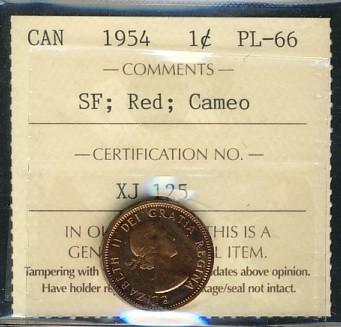 CAN 1954 1¢ PL-66
COMMENTS
SF; Red; Cameo
CERTIFICATION NO.
XJ 125
IN OU THIS IS A
GEN L ITEM.
Tampering with dates above opinion.
Have holder re age/seal not intact.
ELIZABETH II DEI GRATIA REGINA